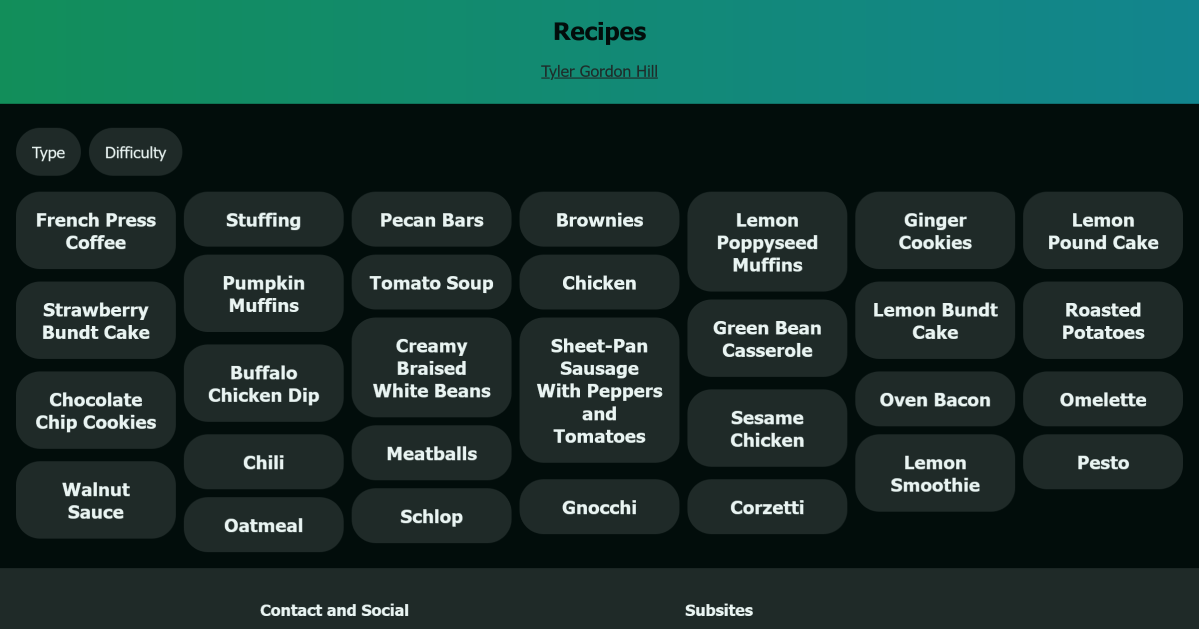 Recipes
Tyler Gordon Hill
Type
Difficulty
French Press
Coffee
Stuffing
Pecan Bars
Brownies
Lemon
Poppyseed
Muffins
Ginger
Cookies
Lemon
Pound Cake
Strawberry
Bundt Cake
Pumpkin
Muffins
Tomato Soup
Chicken
Green Bean
Casserole
Lemon Bundt
Cake
Roasted
Potatoes
Chocolate
Chip Cookies
Buffalo
Chicken Dip
Creamy
Braised
White Beans
Sheet-Pan
Sausage
With Peppers
and
Tomatoes
Sesame
Chicken
Oven Bacon
Omelette
Walnut
Sauce
Chili
Meatballs
Gnocchi
Corzetti
Lemon
Smoothie
Pesto
Oatmeal
Schlop
Contact and Social
Subsites